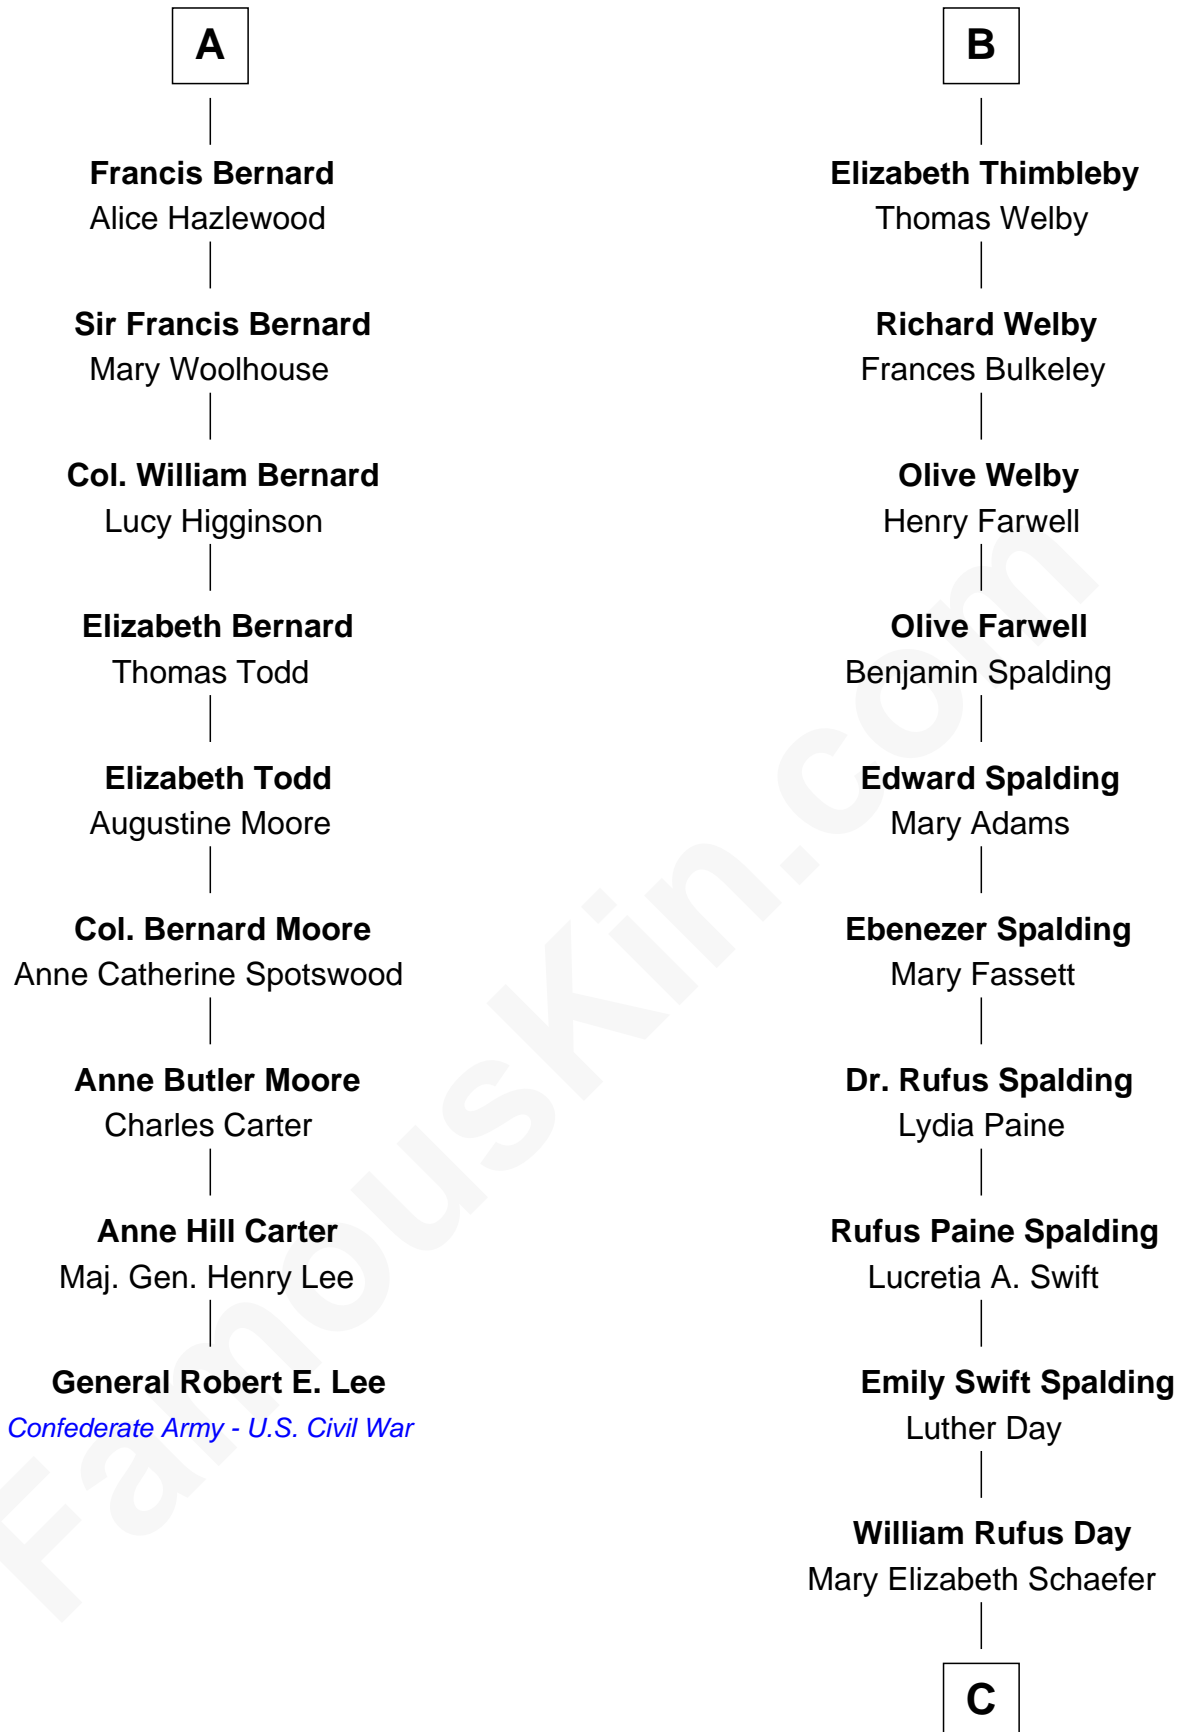 A
Francis Bernard
Alice Hazlewood
Sir Francis Bernard
Mary Woolhouse
Col. William Bernard
Lucy Higginson
Elizabeth Bernard
Thomas Todd
Elizabeth Todd
Augustine Moore
Col. Bernard Moore
Anne Catherine Spotswood
Anne Butler Moore
Charles Carter
Anne Hill Carter
Maj. Gen. Henry Lee
General Robert E. Lee
Confederate Army - U.S. Civil War
B
Elizabeth Thimbleby
Thomas Welby
Richard Welby
Frances Bulkeley
Olive Welby
Henry Farwell
Olive Farwell
Benjamin Spalding
Edward Spalding
Mary Adams
Ebenezer Spalding
Mary Fassett
Dr. Rufus Spalding
Lydia Paine
Rufus Paine Spalding
Lucretia A. Swift
Emily Swift Spalding
Luther Day
William Rufus Day
Mary Elizabeth Schaefer
C
FamousKin.com